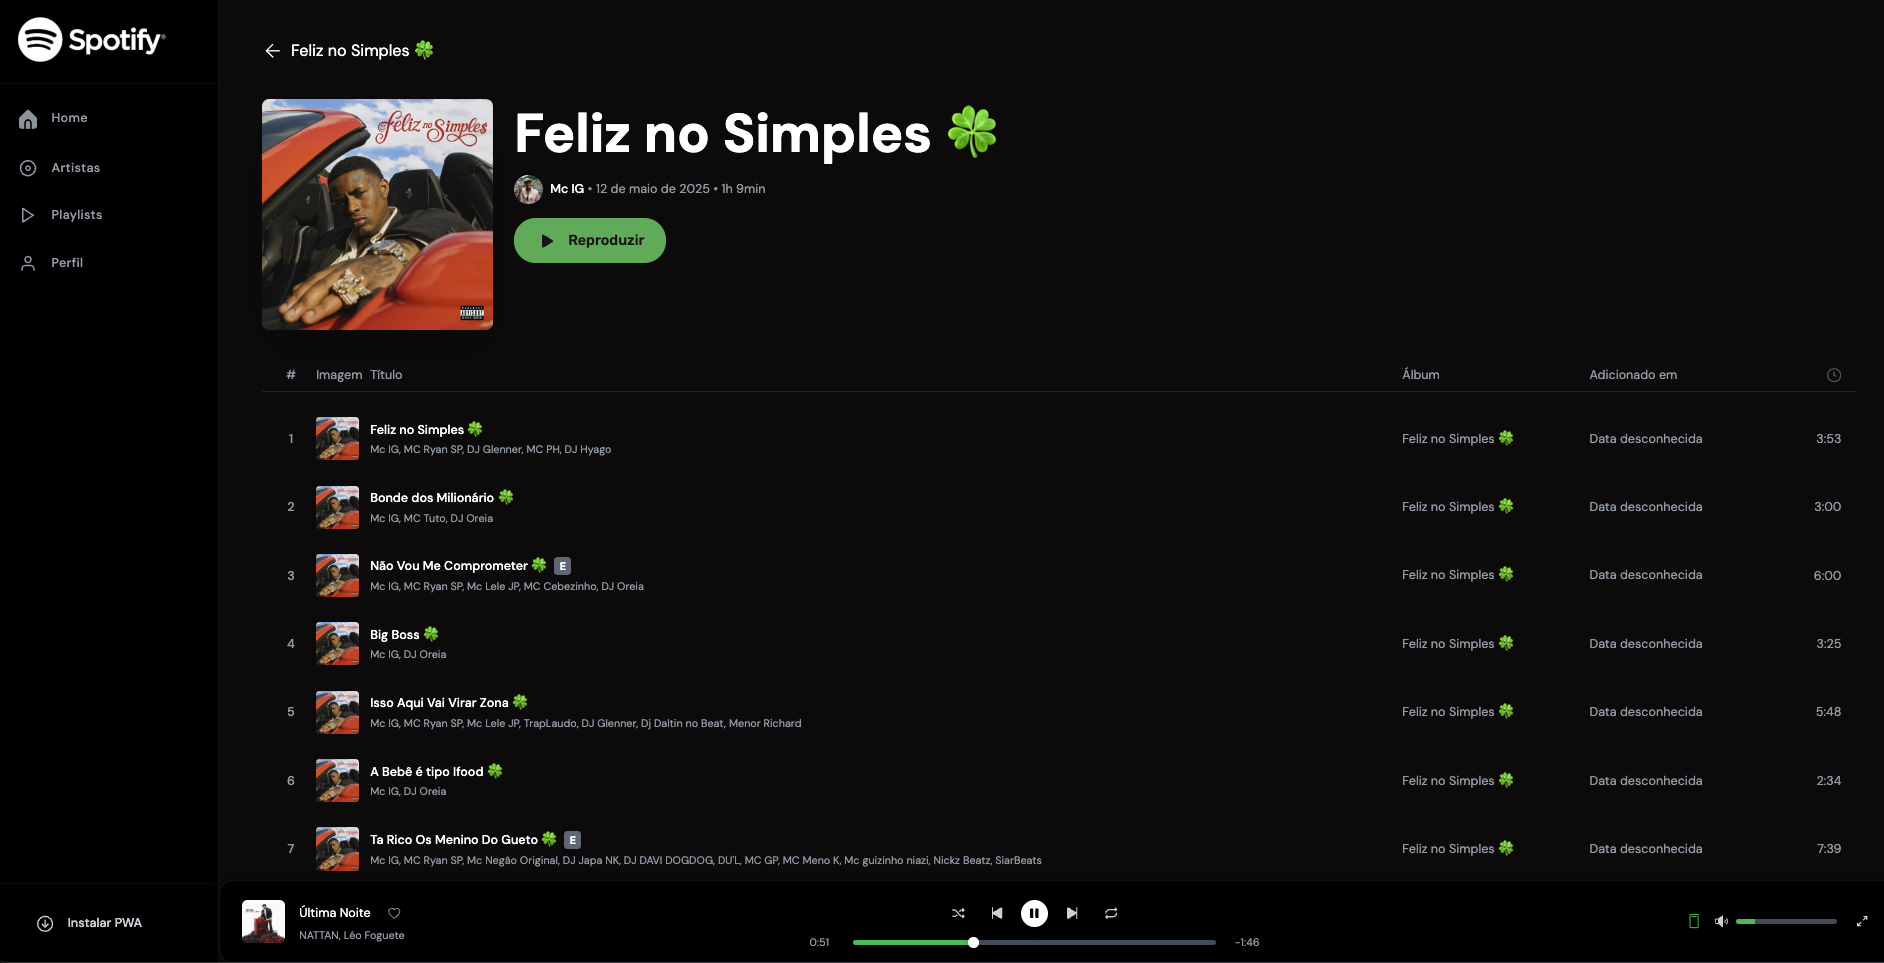 Spotify
Home
Artistas
Playlists
Perfil
Instalar PWA
Feliz no Simples 🍀
Feliz no Simples
Feliz no Simples 🍀
Mc IG • 12 de maio de 2025 • 1h 9min
Reproduzir
# Imagem Título Álbum Adicionado em
1 Feliz no Simples 🍀 Feliz no Simples 🍀 Data desconhecida 3:53
Mc IG, MC Ryan SP, DJ Glenner, MC PH, DJ Hyago
2 Bonde dos Milionário 🍀 Feliz no Simples 🍀 Data desconhecida 3:00
Mc IG, MC Tuto, DJ Oreia
3 Não Vou Me Comprometer 🍀 E Feliz no Simples 🍀 Data desconhecida 6:00
Mc IG, MC Ryan SP, Mc Lele JP, MC Cebezinho, DJ Oreia
4 Big Boss 🍀 Feliz no Simples 🍀 Data desconhecida 3:25
Mc IG, DJ Oreia
5 Isso Aqui Vai Virar Zona 🍀 Feliz no Simples 🍀 Data desconhecida 5:48
Mc IG, MC Ryan SP, Mc Lele JP, TrapLaudo, DJ Glenner, Dj Daltin no Beat, Menor Richard
6 A Bebê é tipo Ifood 🍀 Feliz no Simples 🍀 Data desconhecida 2:34
Mc IG, DJ Oreia
7 Ta Rico Os Menino Do Gueto 🍀 E Feliz no Simples 🍀 Data desconhecida 7:39
Mc IG, MC Ryan SP, Mc Negão Original, DJ Japa NK, DJ DAVI DOGDOG, DU'L, MC GP, MC Meno K, Mc guizinho niazi, Nickz Beatz, SiarBeats
Última Noite
NATTAN, Léo Foguete
0:51 -1:46